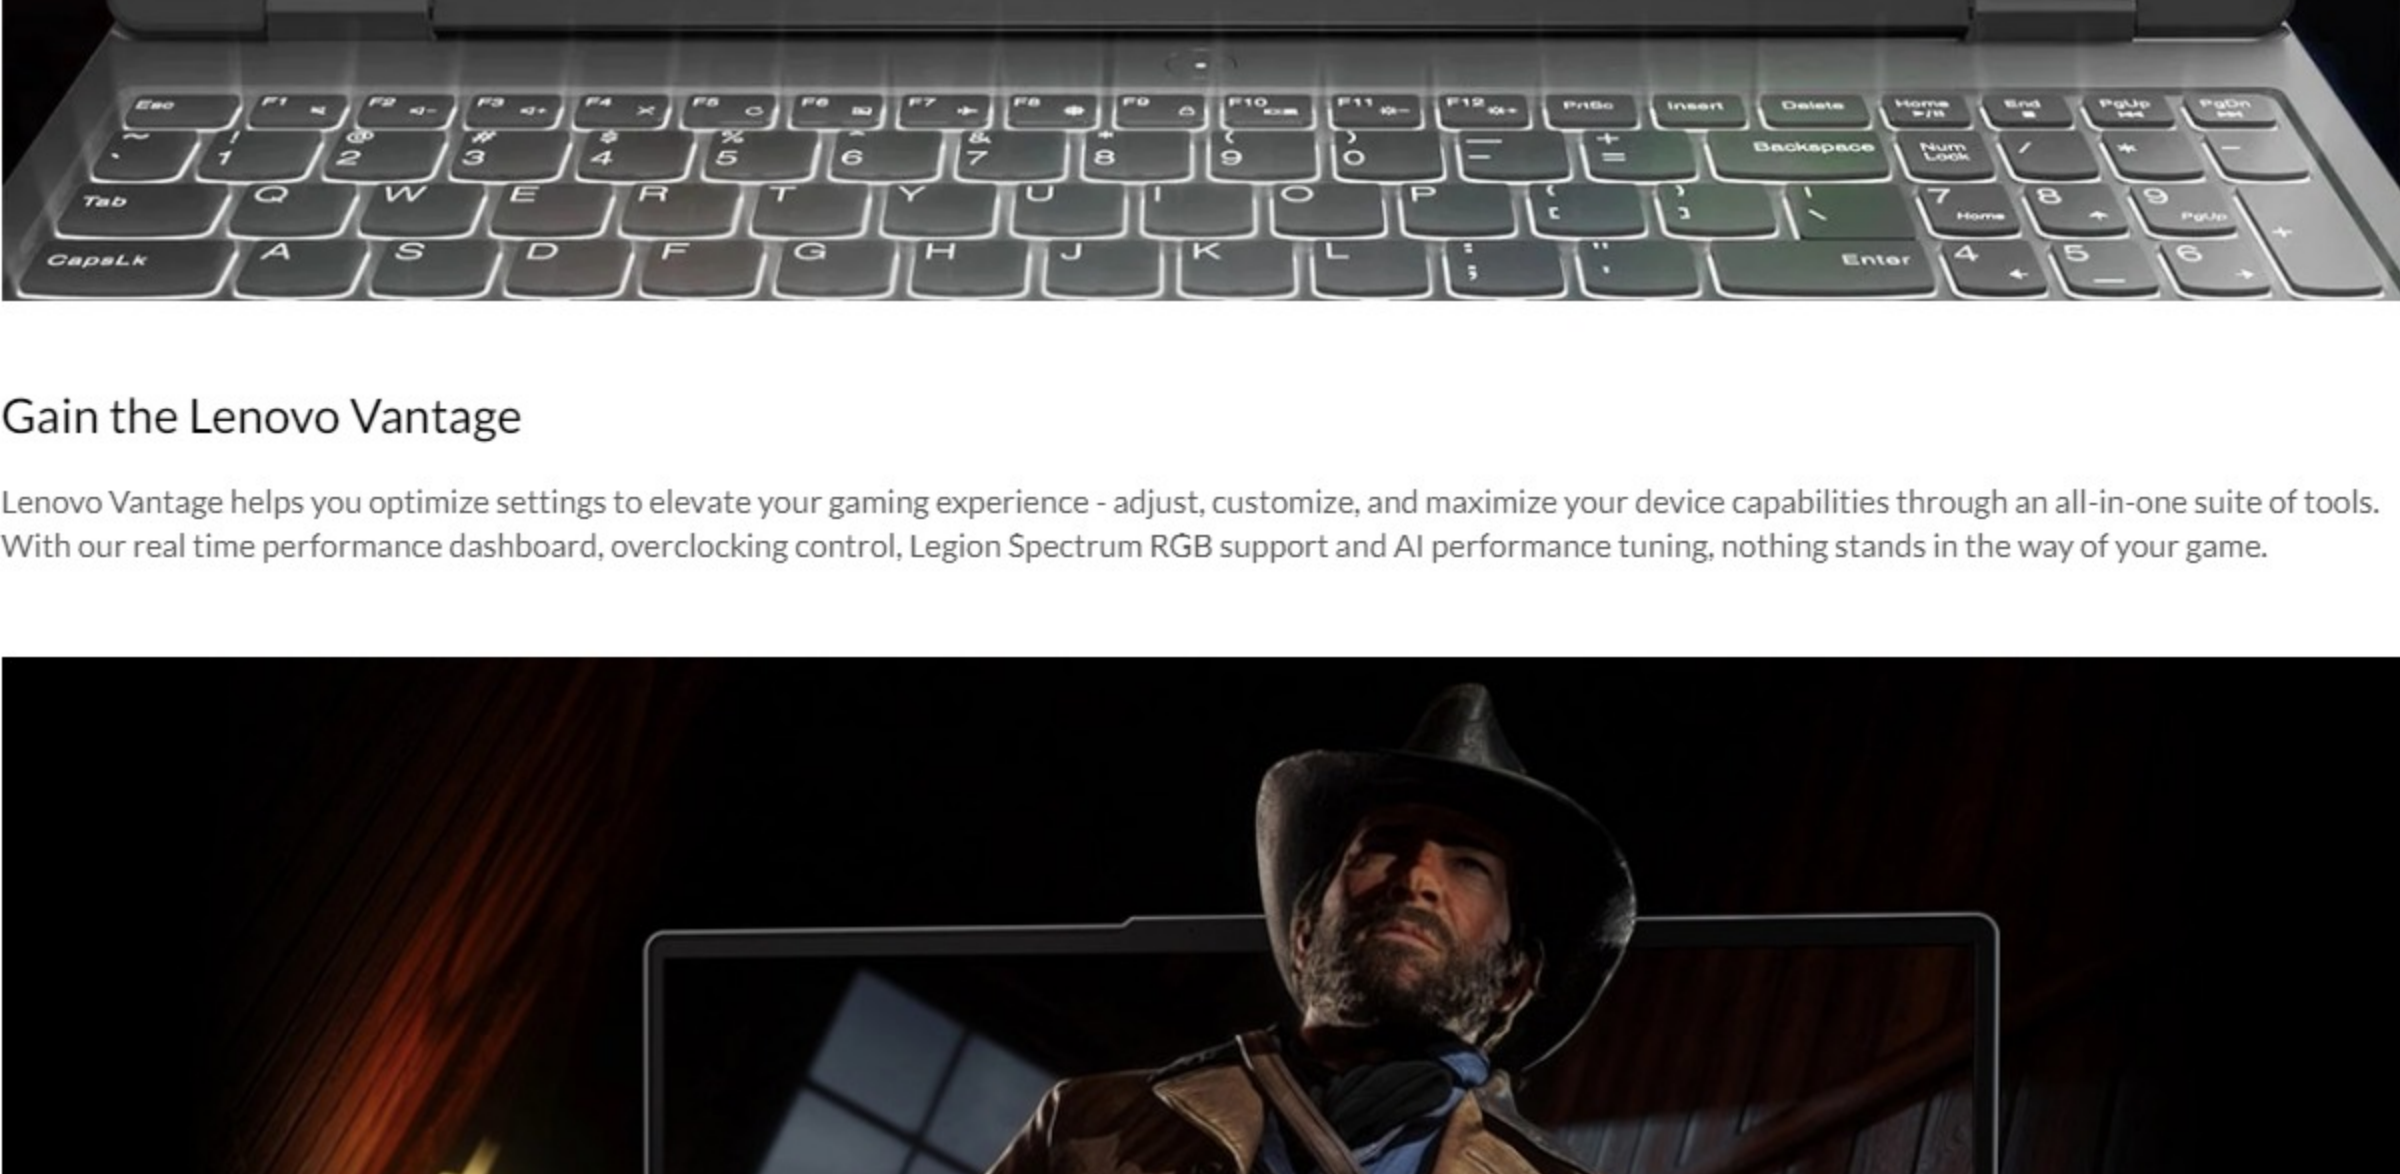 Esc F1 F2 F3 F4 F5 F6 F7 F8 F9 F10 F11 F12 PrtSc Insert Delete Home End PgUp PgDn
~ ! @ # $ % ^ & * ( ) — +
` 1 2 3 4 5 6 7 8 9 0 - = Backspace Num Lock / * -
Tab Q W E R T Y U I O P { [ } ] | \ 7 Home 8 9 PgUp +
CapsLk A S D F G H J K L : ; " ' Enter 4 5 6
Gain the Lenovo Vantage
Lenovo Vantage helps you optimize settings to elevate your gaming experience - adjust, customize, and maximize your device capabilities through an all-in-one suite of tools.
With our real time performance dashboard, overclocking control, Legion Spectrum RGB support and AI performance tuning, nothing stands in the way of your game.